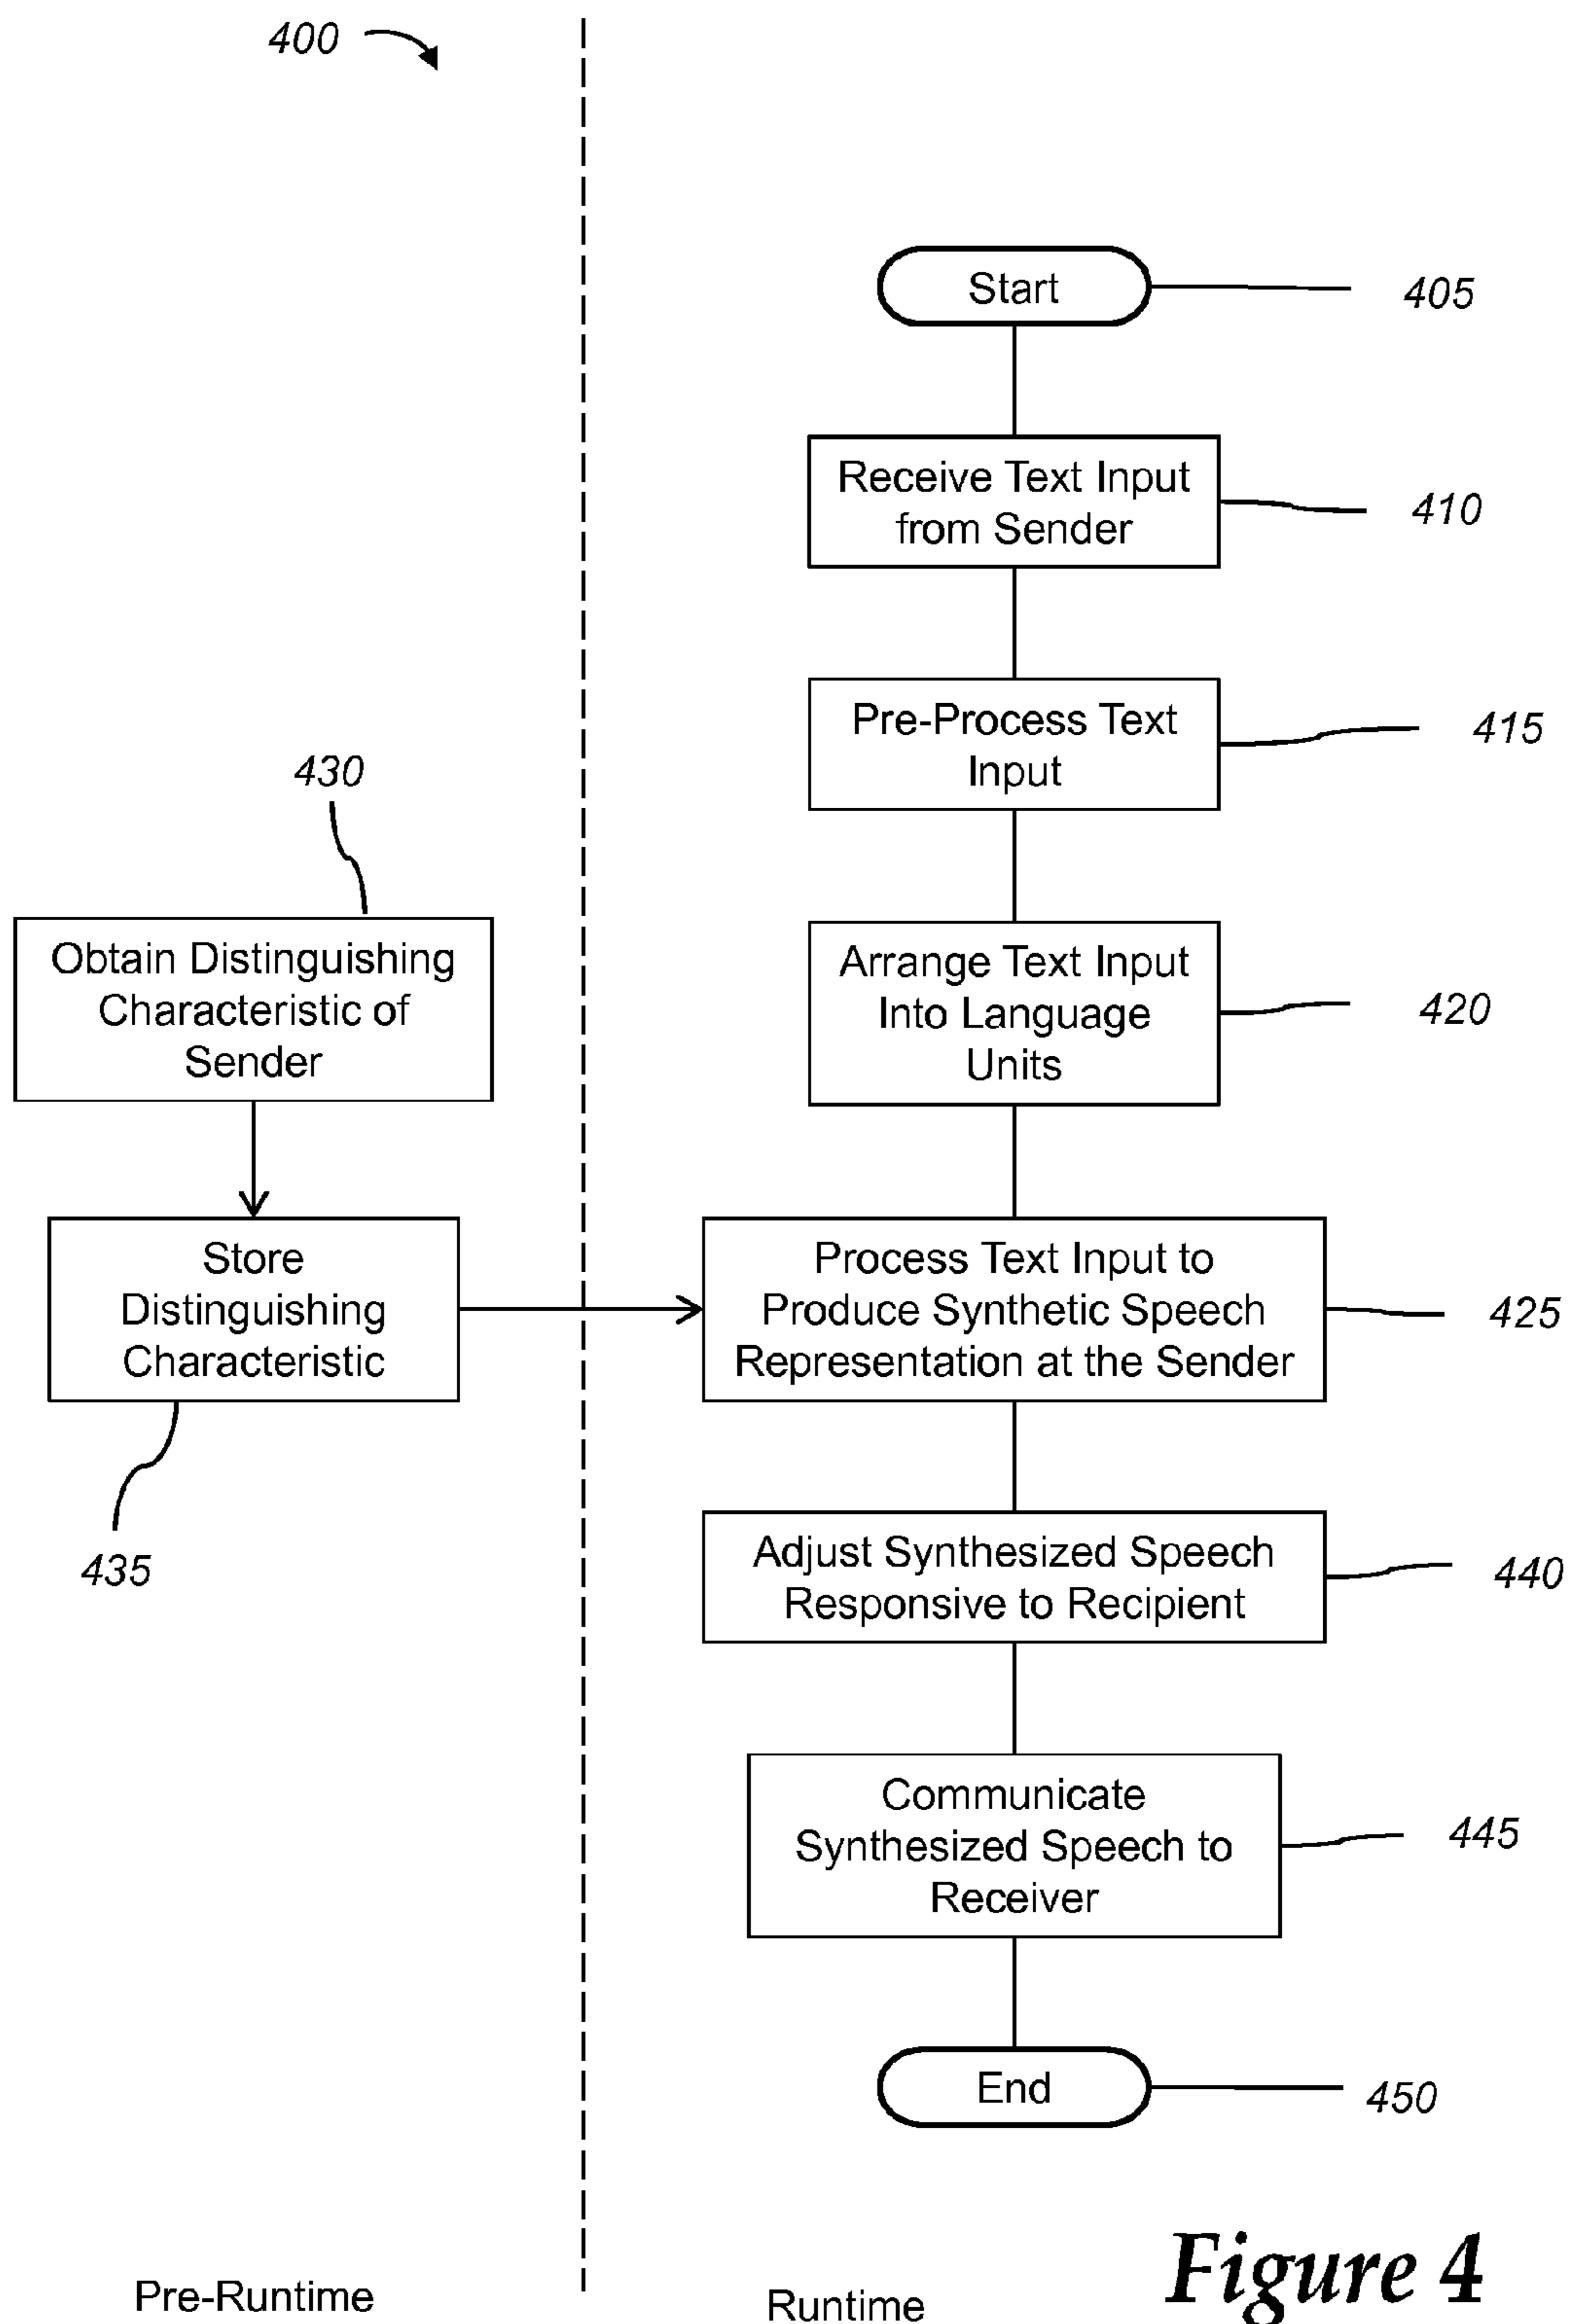 400
Start
405
Receive Text Input
from Sender
410
Pre-Process Text
Input
415
430
Obtain Distinguishing
Characteristic of
Sender
Arrange Text Input
Into Language
Units
420
Store
Distinguishing
Characteristic
435
Process Text Input to
Produce Synthetic Speech
Representation at the Sender
425
Adjust Synthesized Speech
Responsive to Recipient
440
Communicate
Synthesized Speech to
Receiver
445
End
450
Pre-Runtime
Runtime
Figure 4